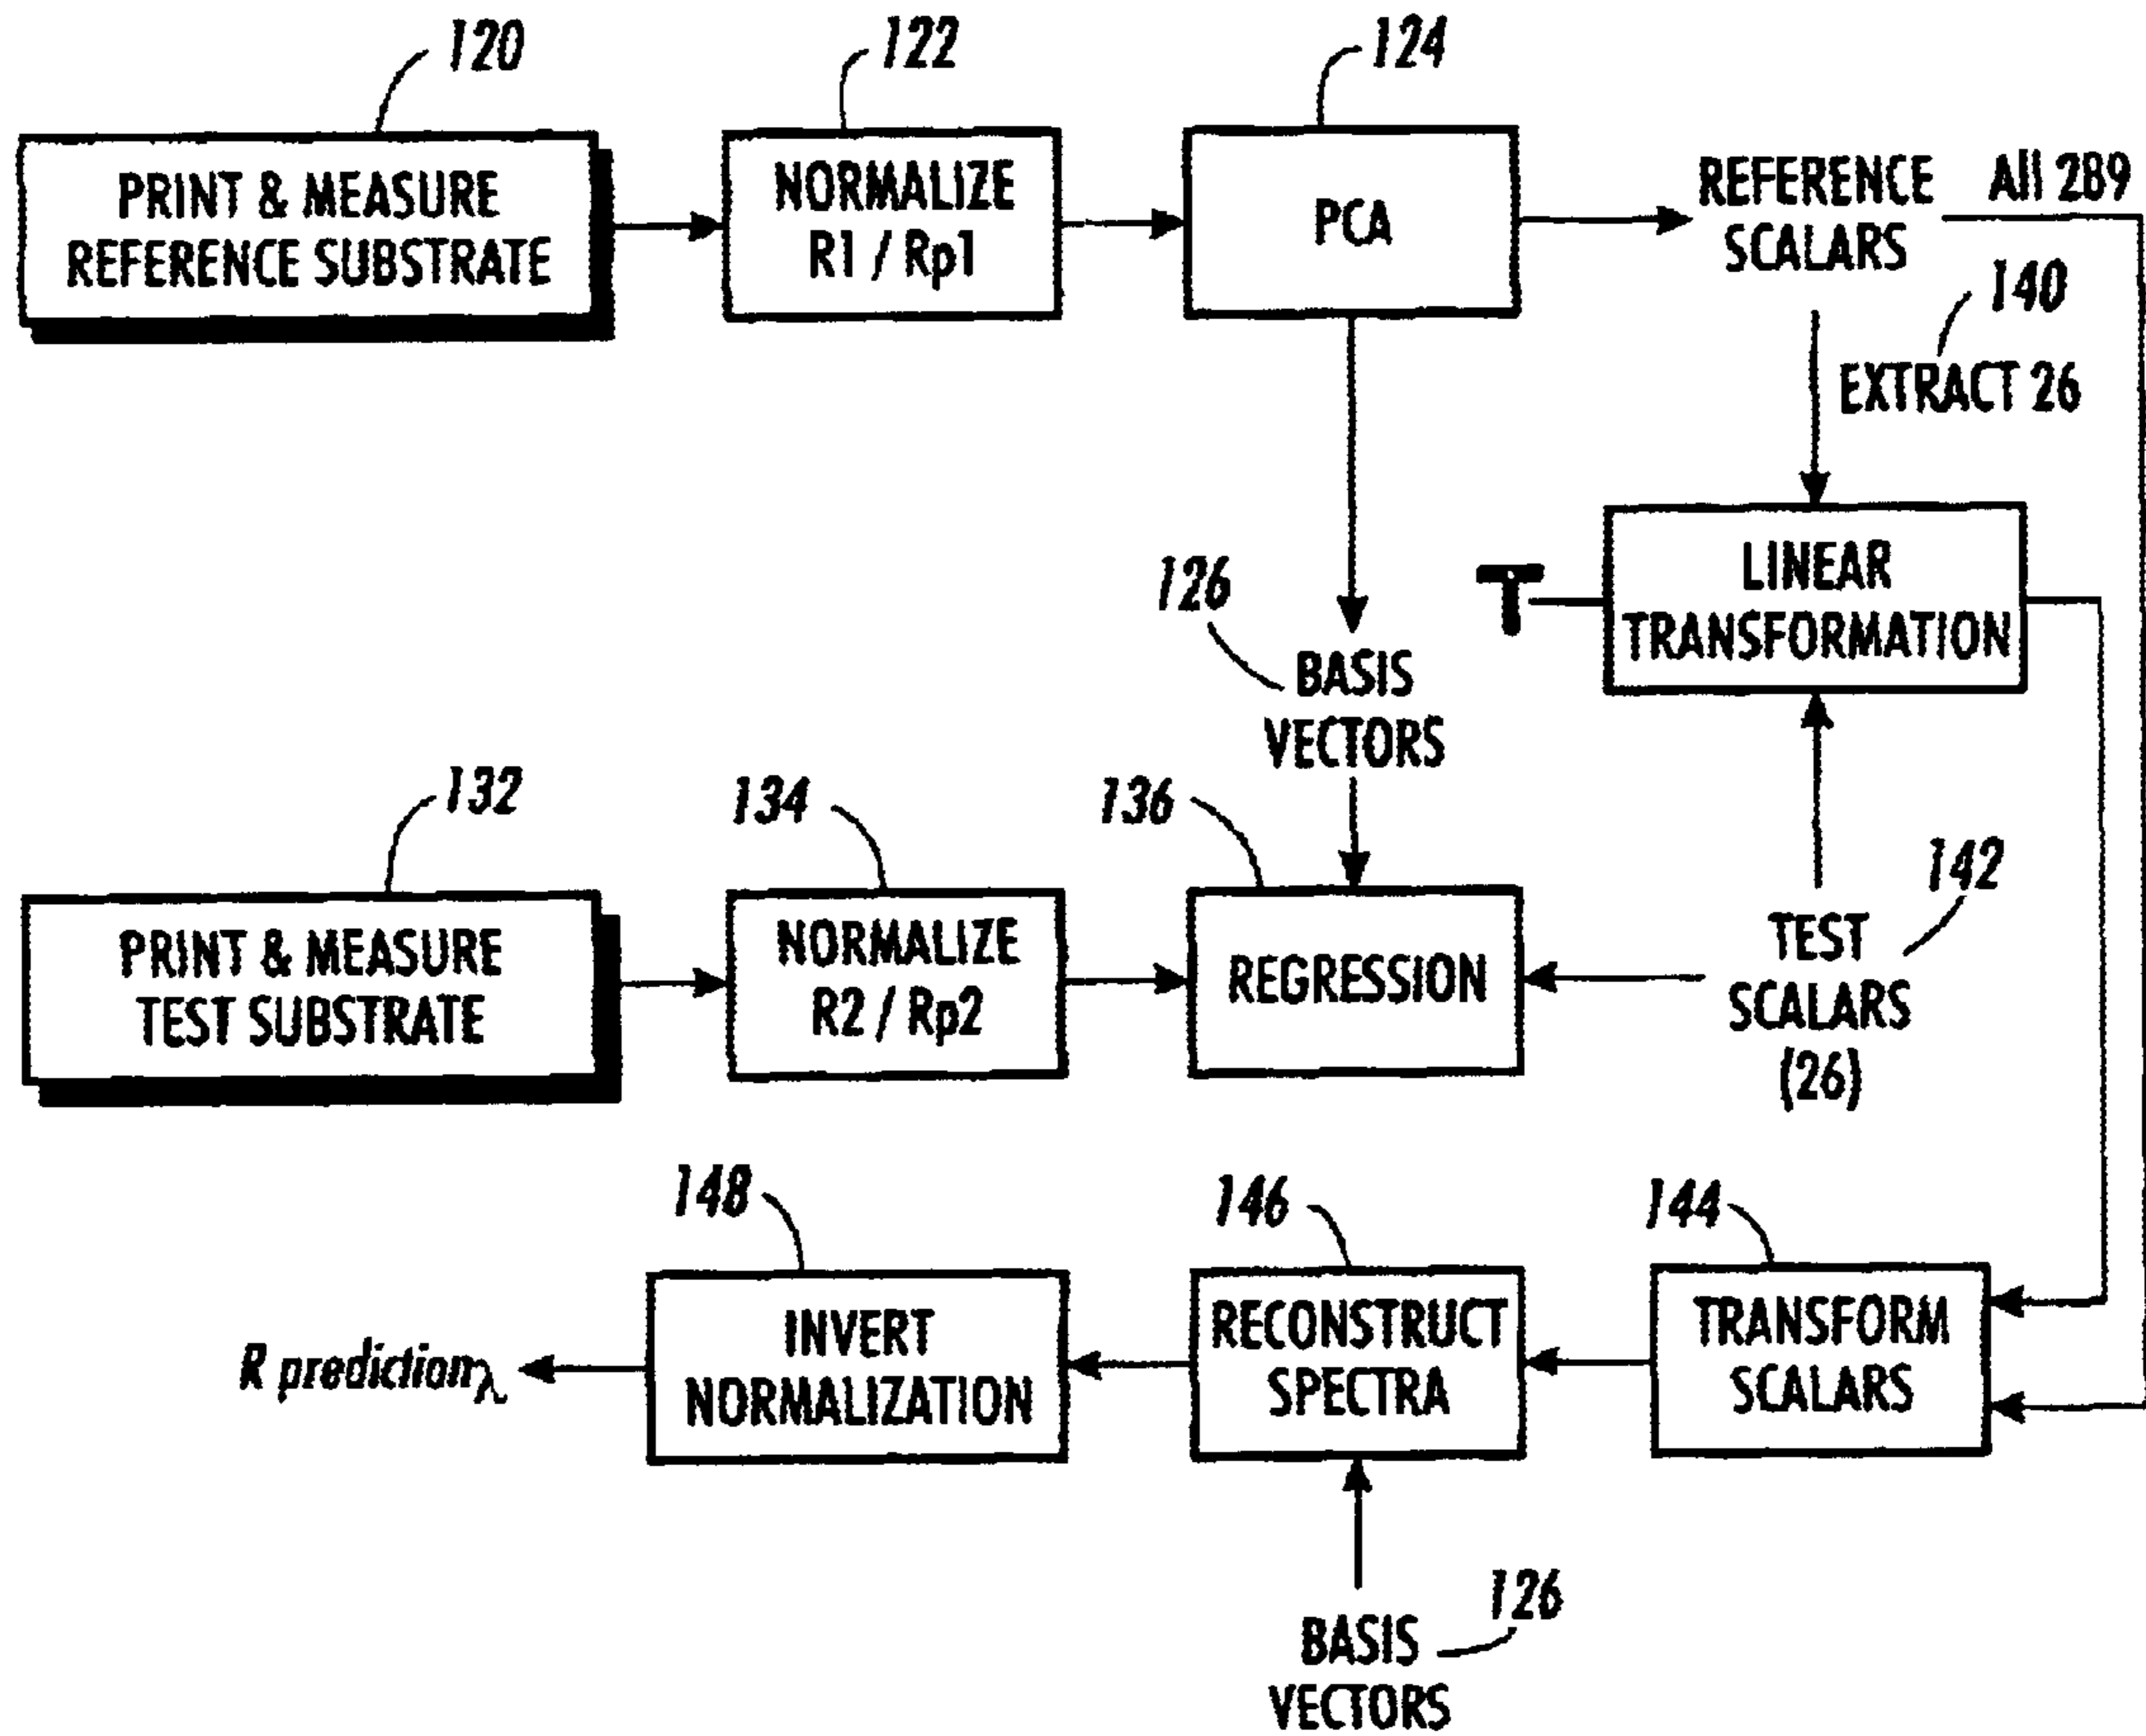 120
122
124
PRINT & MEASURE
REFERENCE SUBSTRATE
NORMALIZE
R1 / Rp1
PCA
REFERENCE
SCALARS
All 289
140
EXTRACT 26
T
LINEAR
TRANSFORMATION
126
BASIS
VECTORS
132
134
136
142
PRINT & MEASURE
TEST SUBSTRATE
NORMALIZE
R2 / Rp2
REGRESSION
TEST
SCALARS
(26)
148
146
144
R predictionλ
INVERT
NORMALIZATION
RECONSTRUCT
SPECTRA
TRANSFORM
SCALARS
126
BASIS
VECTORS